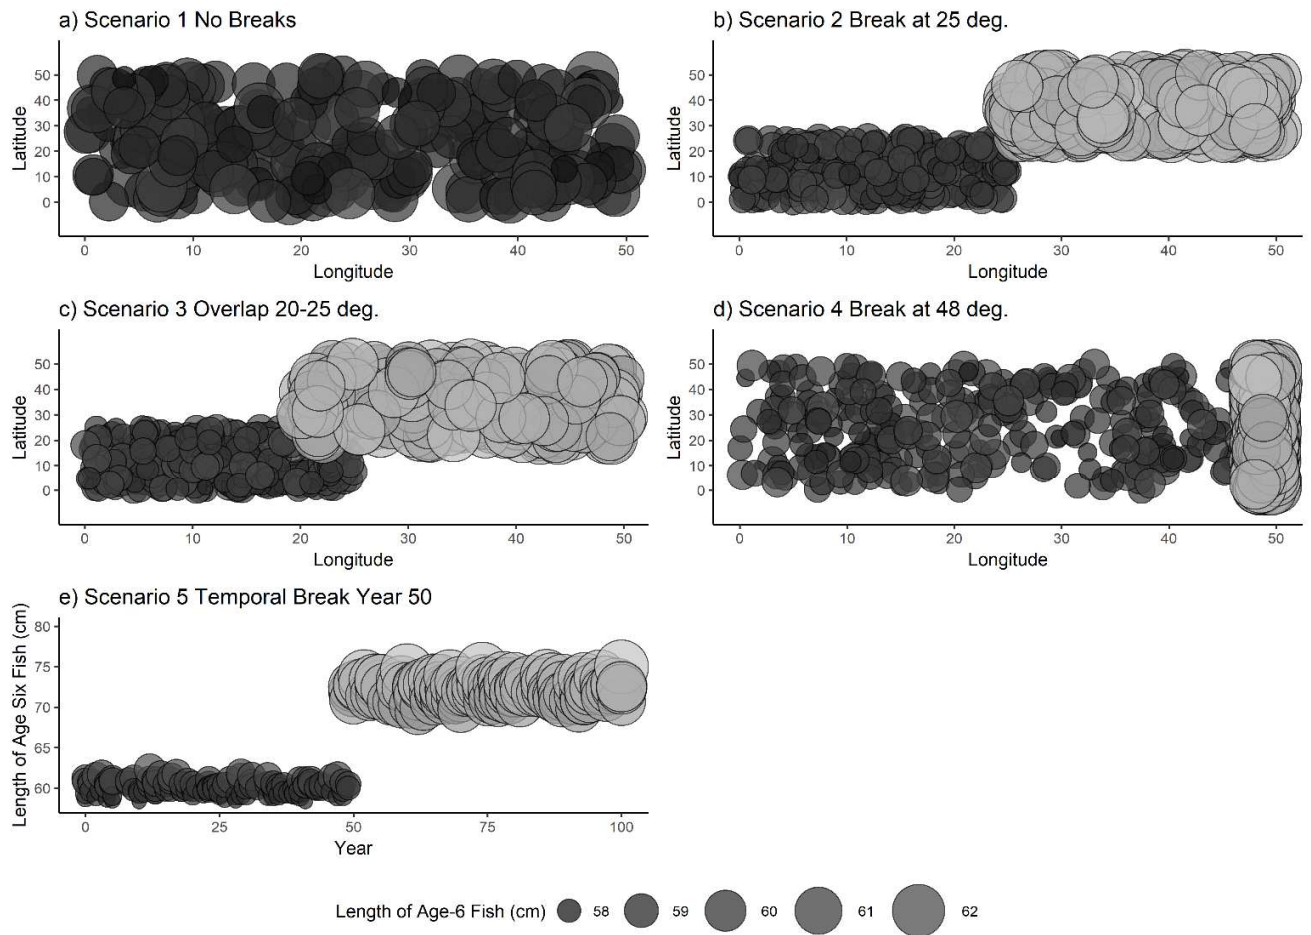 a) Scenario 1 No Breaks
Latitude
50
40
30
20
10
0
0 10 20 30 40 50
Longitude
b) Scenario 2 Break at 25 deg.
Latitude
50
40
30
20
10
0
0 10 20 30 40 50
Longitude
c) Scenario 3 Overlap 20-25 deg.
Latitude
50
40
30
20
10
0
0 10 20 30 40 50
Longitude
d) Scenario 4 Break at 48 deg.
Latitude
50
40
30
20
10
0
0 10 20 30 40 50
Longitude
e) Scenario 5 Temporal Break Year 50
Length of Age Six Fish (cm)
80
75
70
65
60
0 25 50 75 100
Year
Length of Age-6 Fish (cm) 58 59 60 61 62